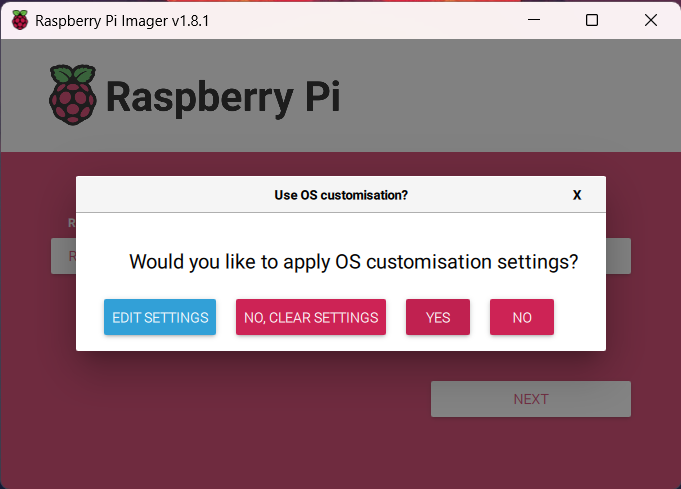 Raspberry Pi Imager v1.8.1
Raspberry Pi
Use OS customisation?
X
R
R
Would you like to apply OS customisation settings?
EDIT SETTINGS
NO, CLEAR SETTINGS
YES
NO
NEXT